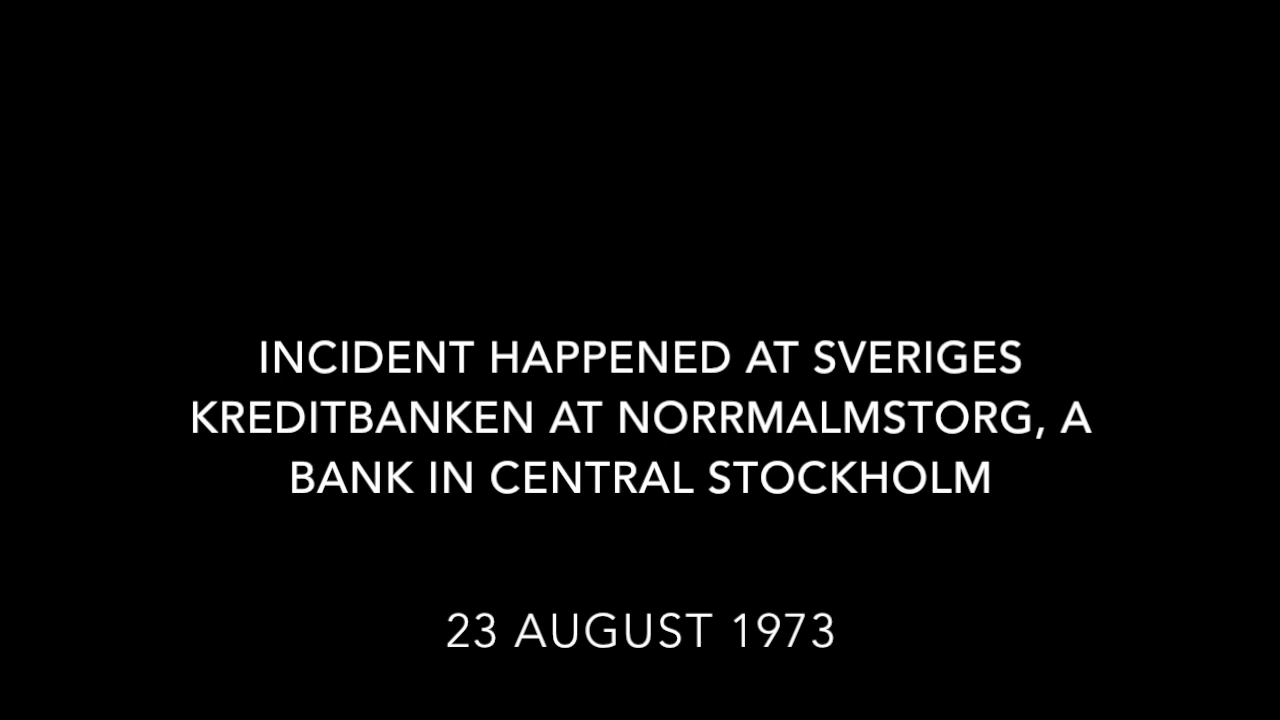 INCIDENT HAPPENED AT SVERIGES
KREDITBANKEN AT NORRMALMSTORG, A
BANK IN CENTRAL STOCKHOLM
23 AUGUST 1973